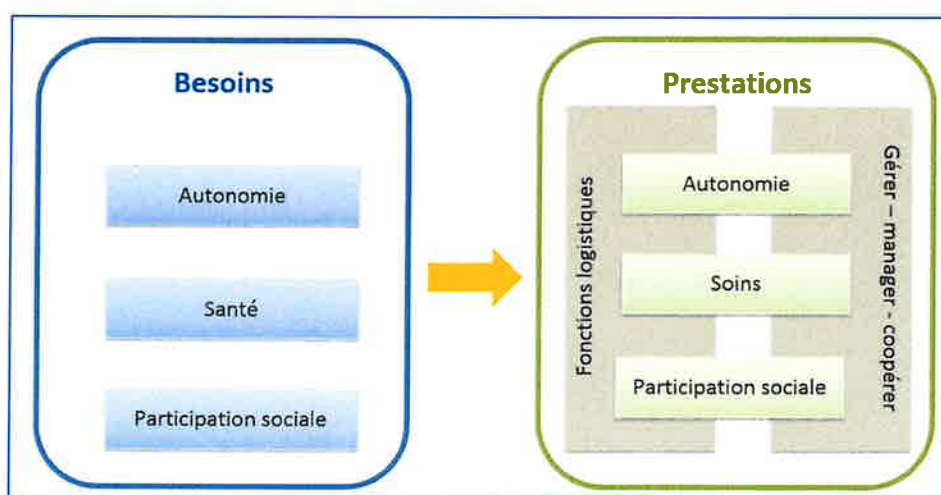 Besoins
Autonomie
Santé
Participation sociale
Prestations
Fonctions logistiques
Autonomie
Soins
Participation sociale
Gérer – manager - coopérer